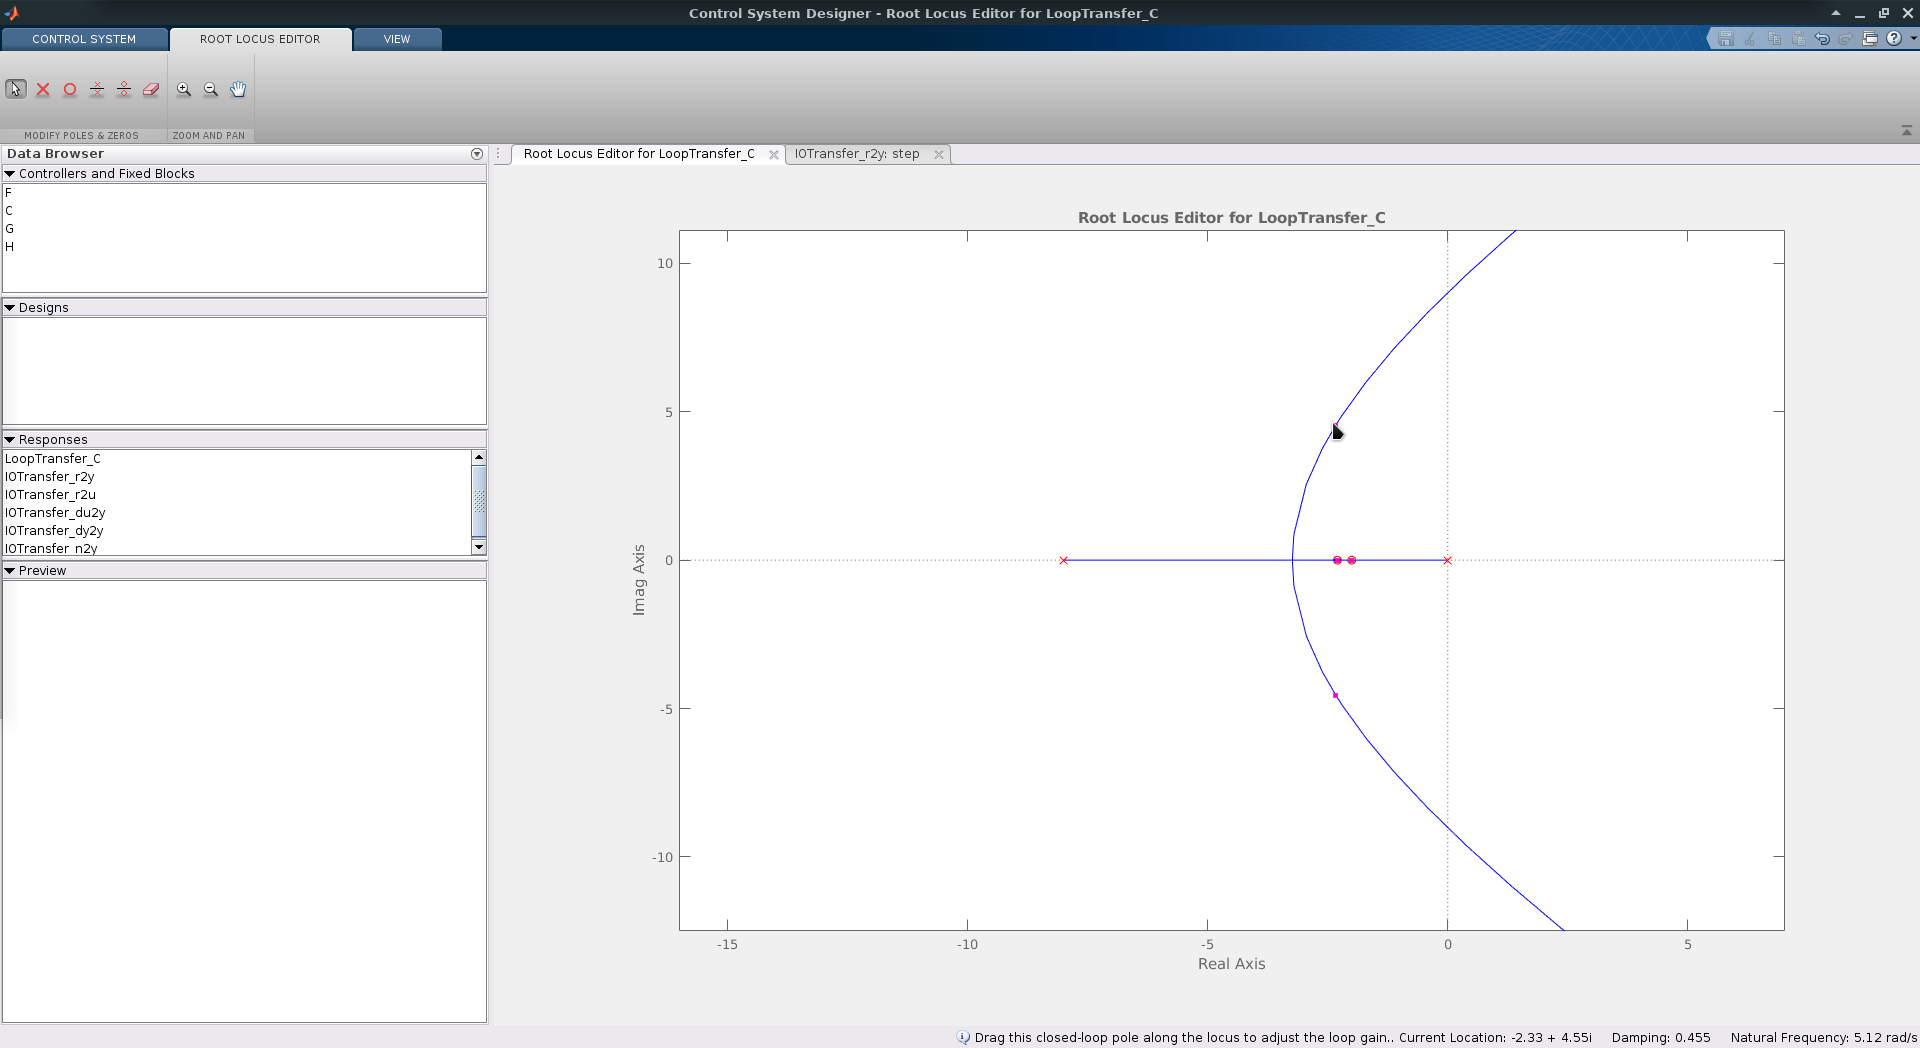 Control System Designer - Root Locus Editor for LoopTransfer_C
CONTROL SYSTEM
ROOT LOCUS EDITOR
VIEW
MODIFY POLES & ZEROS
ZOOM AND PAN
Data Browser
Controllers and Fixed Blocks
F
C
G
H
Designs
Responses
LoopTransfer_C
IOTransfer_r2y
IOTransfer_r2u
IOTransfer_du2y
IOTransfer_dy2y
IOTransfer_n2y
Preview
Root Locus Editor for LoopTransfer_C
IOTransfer_r2y: step
Root Locus Editor for LoopTransfer_C
10
5
0
-5
-10
Imag Axis
-15
-10
-5
0
5
Real Axis
Drag this closed-loop pole along the locus to adjust the loop gain.. Current Location: -2.33 + 4.55i Damping: 0.455 Natural Frequency: 5.12 rad/s